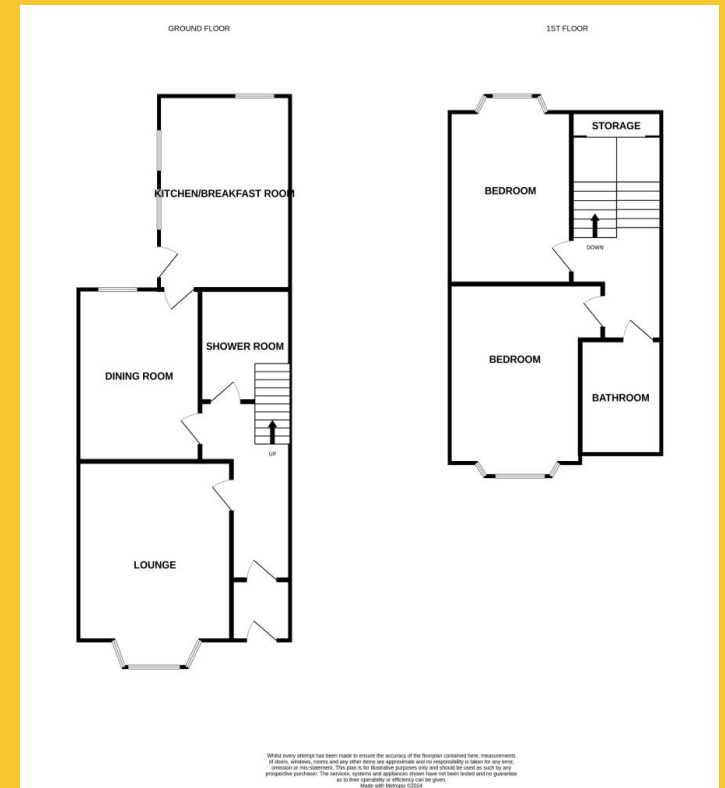 GROUND FLOOR
1ST FLOOR
STORAGE
KITCHEN/BREAKFAST ROOM
BEDROOM
DOWN
SHOWER ROOM
DINING ROOM
BEDROOM
BATHROOM
UP
LOUNGE
Whilst every attempt has been made to ensure the accuracy of the floorplan contained here, measurements
of doors, windows, rooms and any other items are approximate and no responsibility is taken for any error,
omission or mis-statement. This plan is for illustrative purposes only and should be used as such by any
prospective purchaser. The services, systems and appliances shown have not been tested and no guarantee
as to their operability or efficiency can be given.
Made with Metropix ©2024